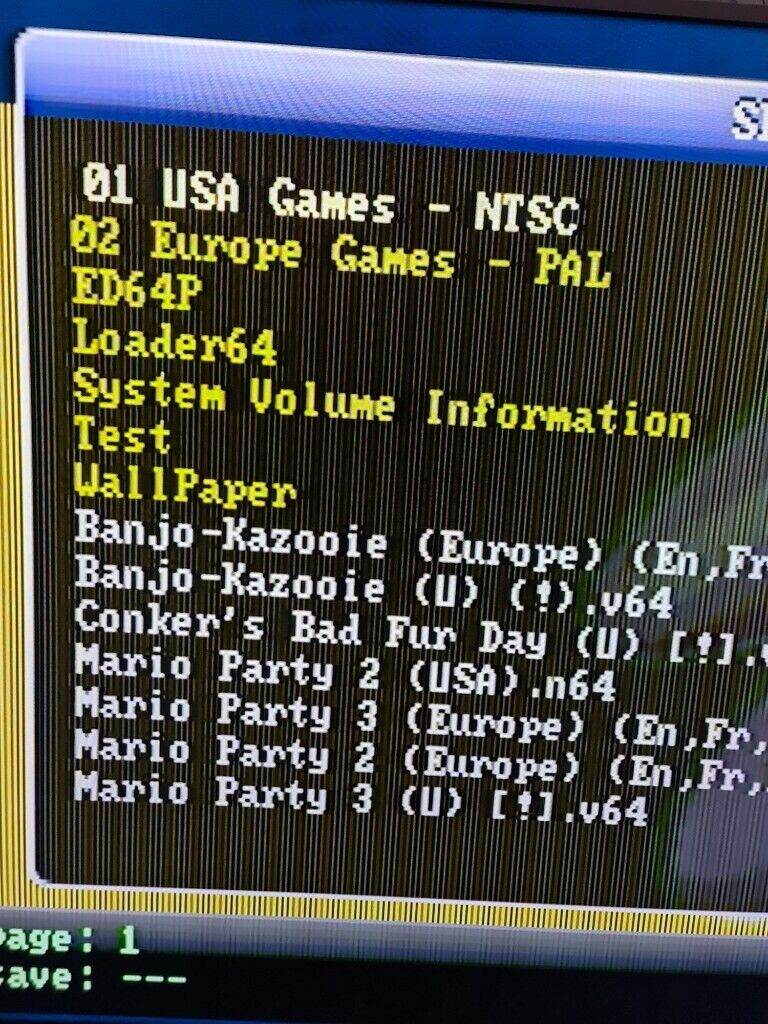 01 USA Games - NTSC
02 Europe Games - PAL
ED64P
Loader64
System Volume Information
Test
WallPaper
Banjo-Kazooie (Europe) (En,Fr
Banjo-Kazooie (U) (!).v64
Conker's Bad Fur Day (U) [!].v
Mario Party 2 (USA).n64
Mario Party 3 (Europe) (En,Fr,
Mario Party 2 (Europe) (En,Fr,
Mario Party 3 (U) [!].v64
page: 1
ave: ---